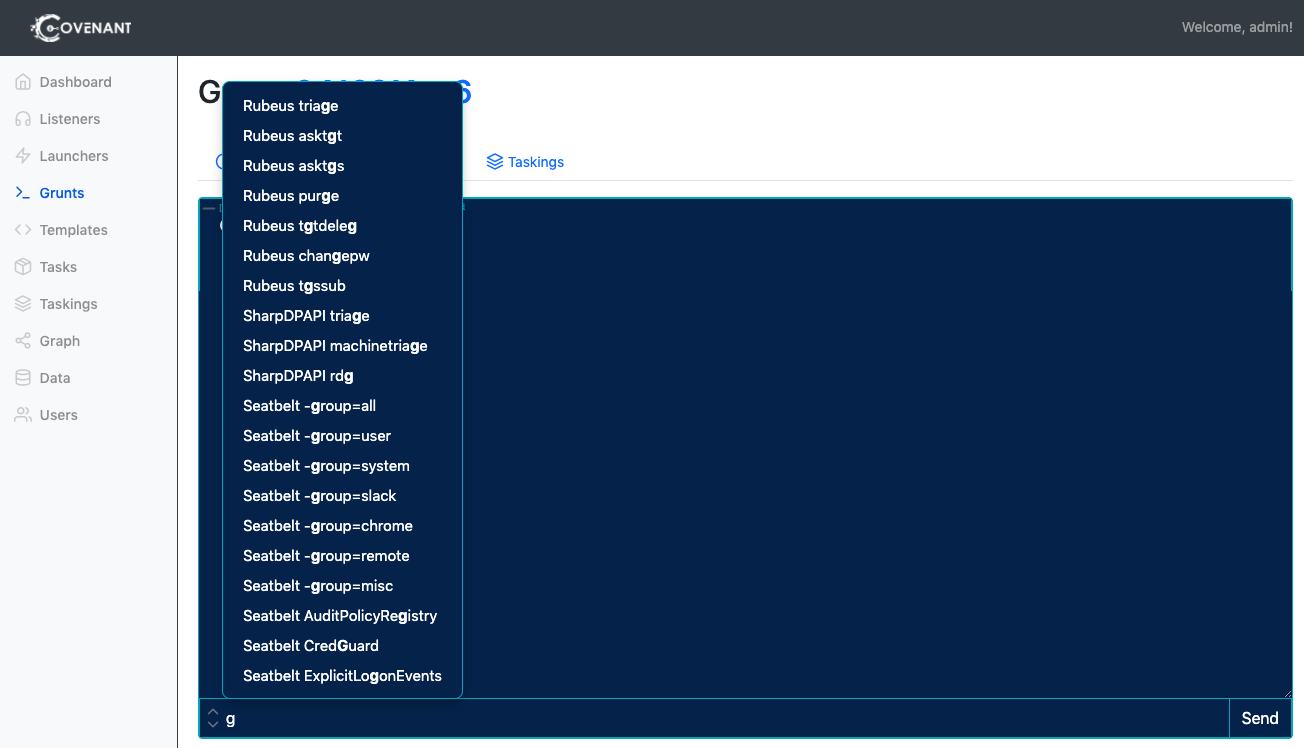 COVENANT
Welcome, admin!
Dashboard
Listeners
Launchers
Grunts
Templates
Tasks
Taskings
Graph
Data
Users
Taskings
Rubeus triage
Rubeus asktgt
Rubeus asktgs
Rubeus purge
Rubeus tgtdeleg
Rubeus changepw
Rubeus tgssub
SharpDPAPI triage
SharpDPAPI machinetriage
SharpDPAPI rdg
Seatbelt -group=all
Seatbelt -group=user
Seatbelt -group=system
Seatbelt -group=slack
Seatbelt -group=chrome
Seatbelt -group=remote
Seatbelt -group=misc
Seatbelt AuditPolicyRegistry
Seatbelt CredGuard
Seatbelt ExplicitLogonEvents
g
Send